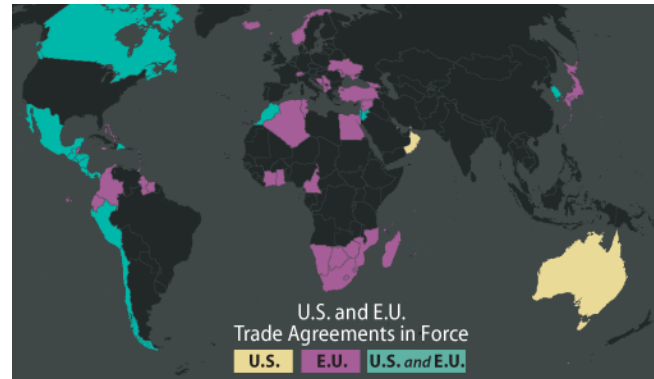 U.S. and E.U.
Trade Agreements in Force
U.S. E.U. U.S. and E.U.